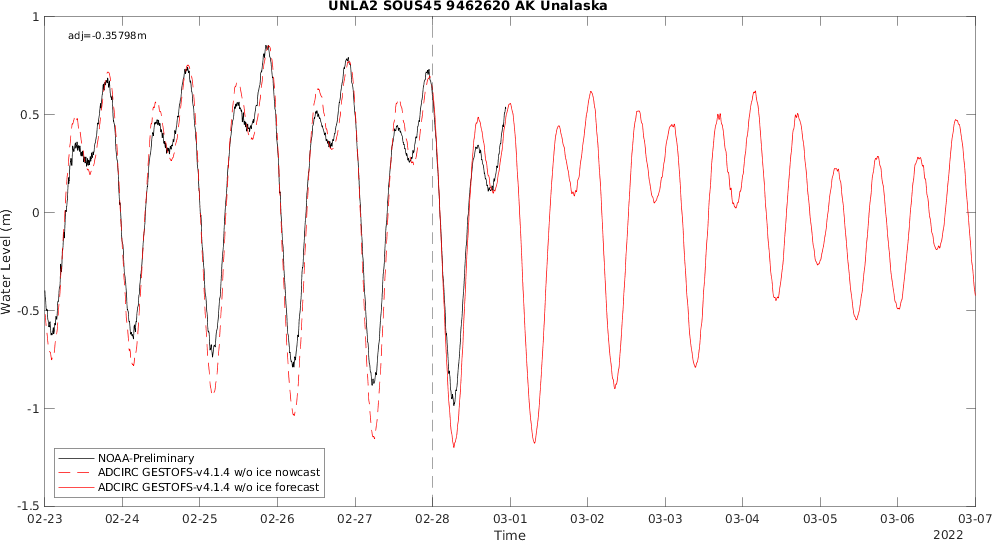 UNLA2 SOUS45 9462620 AK Unalaska
adj=-0.35798m
Water Level (m)
1
0.5
0
-0.5
-1
-1.5
NOAA-Preliminary
ADCIRC GESTOFS-v4.1.4 w/o ice nowcast
ADCIRC GESTOFS-v4.1.4 w/o ice forecast
02-23 02-24 02-25 02-26 02-27 02-28 03-01 03-02 03-03 03-04 03-05 03-06 03-07
Time
2022